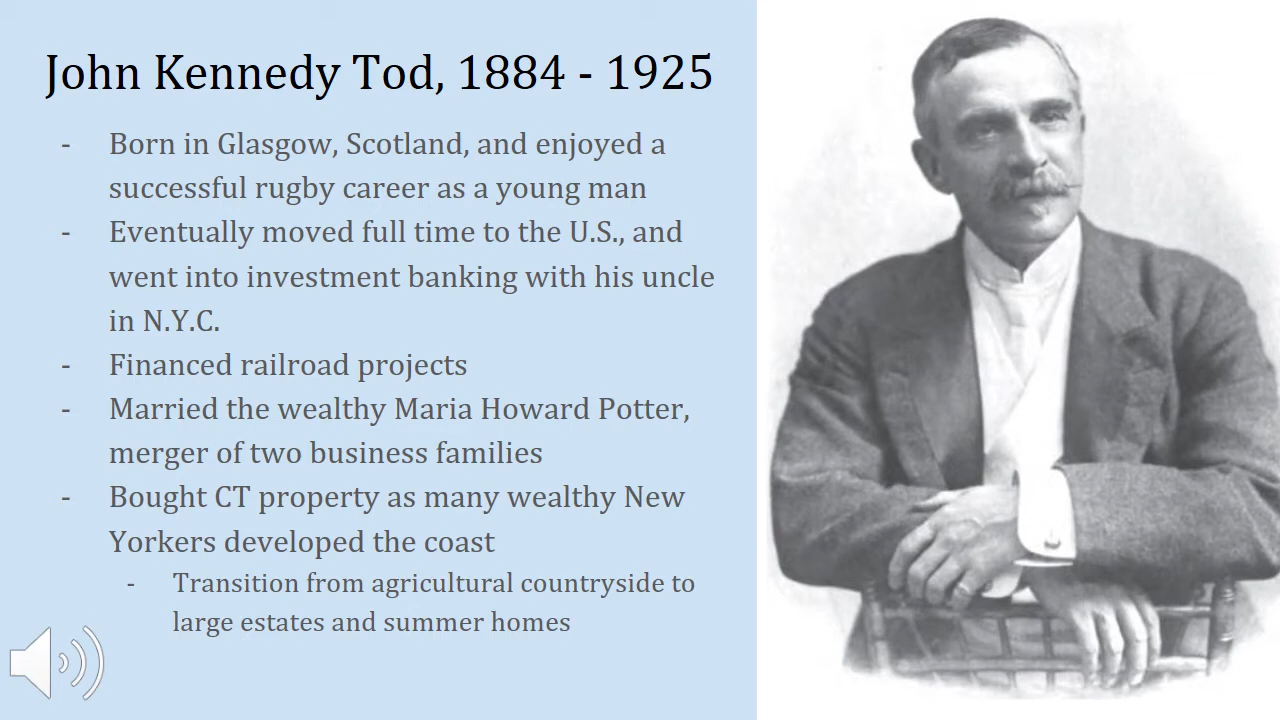 John Kennedy Tod, 1884 - 1925
- Born in Glasgow, Scotland, and enjoyed a
successful rugby career as a young man
- Eventually moved full time to the U.S., and
went into investment banking with his uncle
in N.Y.C.
- Financed railroad projects
- Married the wealthy Maria Howard Potter,
merger of two business families
- Bought CT property as many wealthy New
Yorkers developed the coast
- Transition from agricultural countryside to
large estates and summer homes